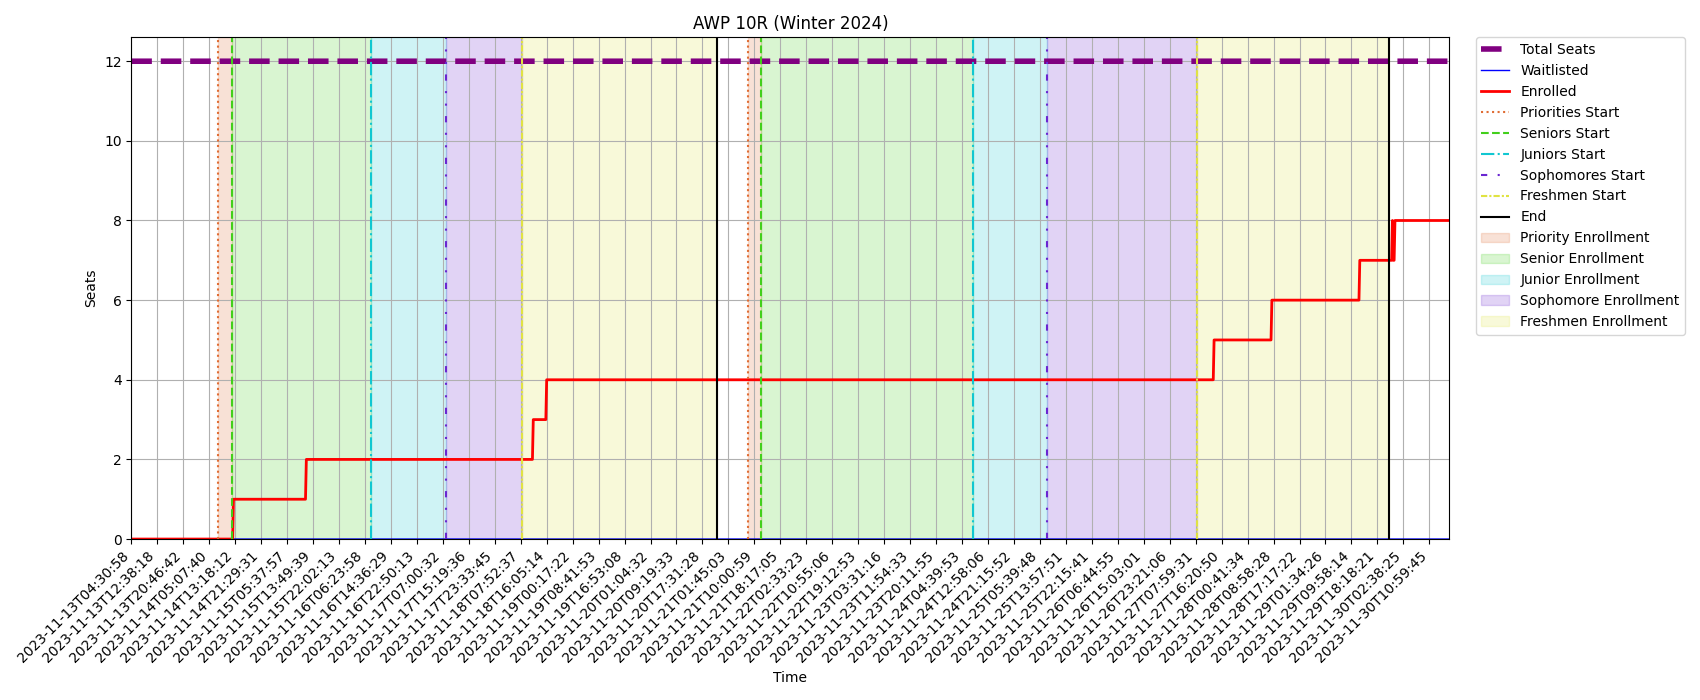 AWP 10R (Winter 2024)
Seats
12
10
8
6
4
2
0
2023-11-13T04:30:58
2023-11-13T12:38:18
2023-11-13T20:46:42
2023-11-14T05:07:40
2023-11-14T13:18:12
2023-11-14T21:29:31
2023-11-15T05:37:57
2023-11-15T13:49:39
2023-11-15T22:02:13
2023-11-16T06:23:58
2023-11-16T14:36:29
2023-11-16T22:50:13
2023-11-17T07:00:32
2023-11-17T15:19:36
2023-11-17T23:33:45
2023-11-18T07:52:37
2023-11-18T16:05:14
2023-11-19T00:17:22
2023-11-19T08:41:53
2023-11-19T16:53:08
2023-11-20T01:04:32
2023-11-20T09:19:33
2023-11-20T17:31:28
2023-11-21T01:45:03
2023-11-21T10:00:59
2023-11-21T18:17:05
2023-11-22T02:33:23
2023-11-22T10:55:06
2023-11-22T19:12:53
2023-11-23T03:31:16
2023-11-23T11:54:33
2023-11-23T20:11:55
2023-11-24T04:39:53
2023-11-24T12:58:06
2023-11-24T21:15:52
2023-11-25T05:39:48
2023-11-25T13:57:51
2023-11-25T22:15:41
2023-11-26T06:44:55
2023-11-26T15:03:01
2023-11-26T23:21:06
2023-11-27T07:59:31
2023-11-27T16:20:50
2023-11-28T00:41:34
2023-11-28T08:58:28
2023-11-28T17:17:22
2023-11-29T01:34:26
2023-11-29T09:58:14
2023-11-29T18:18:21
2023-11-30T02:38:25
2023-11-30T10:59:45
Time
Total Seats
Waitlisted
Enrolled
Priorities Start
Seniors Start
Juniors Start
Sophomores Start
Freshmen Start
End
Priority Enrollment
Senior Enrollment
Junior Enrollment
Sophomore Enrollment
Freshmen Enrollment